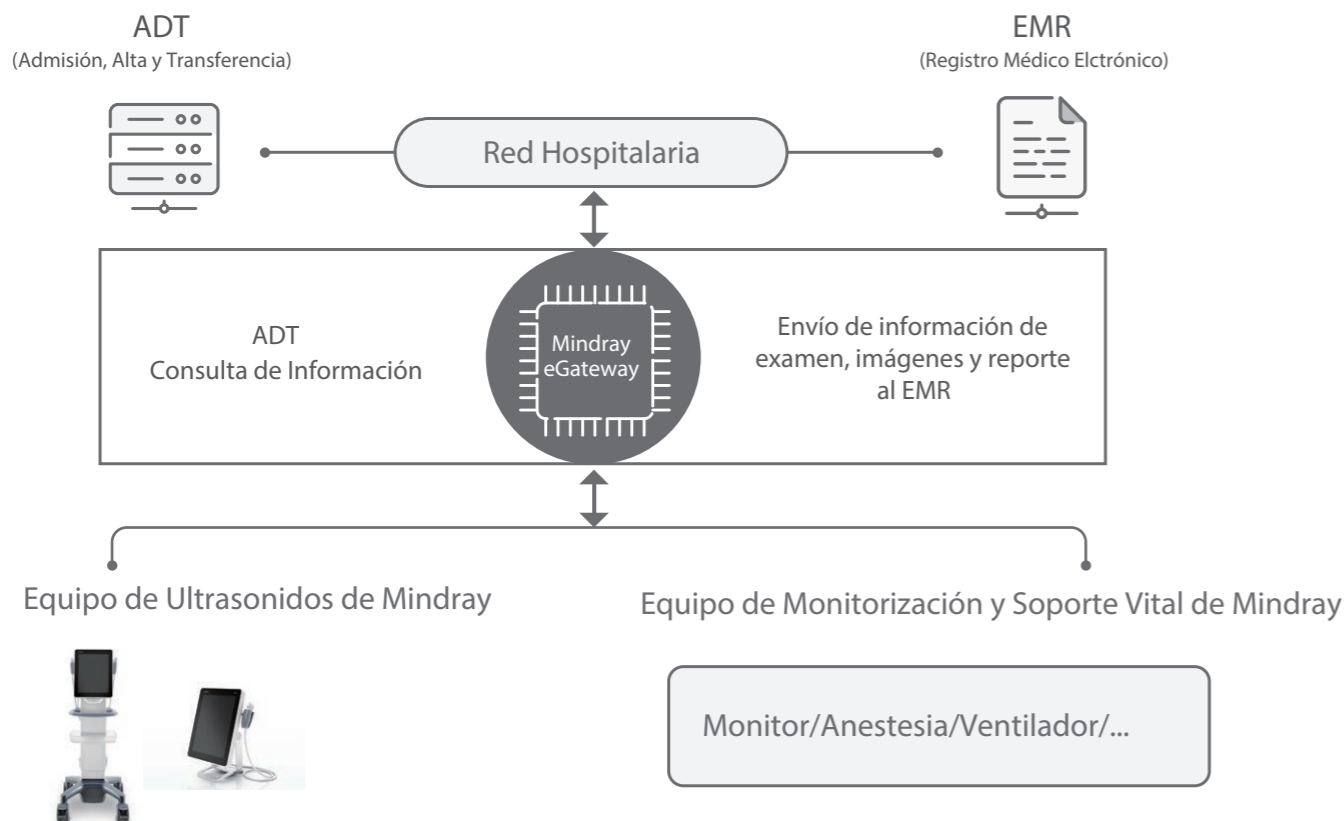 ADT
(Admisión, Alta y Transferencia)
EMR
(Registro Médico Elctrónico)
Red Hospitalaria
ADT
Consulta de Información
Mindray
eGateway
Envío de información de
examen, imágenes y reporte
al EMR
Equipo de Ultrasonidos de Mindray
Equipo de Monitorización y Soporte Vital de Mindray
Monitor/Anestesia/Ventilador/...